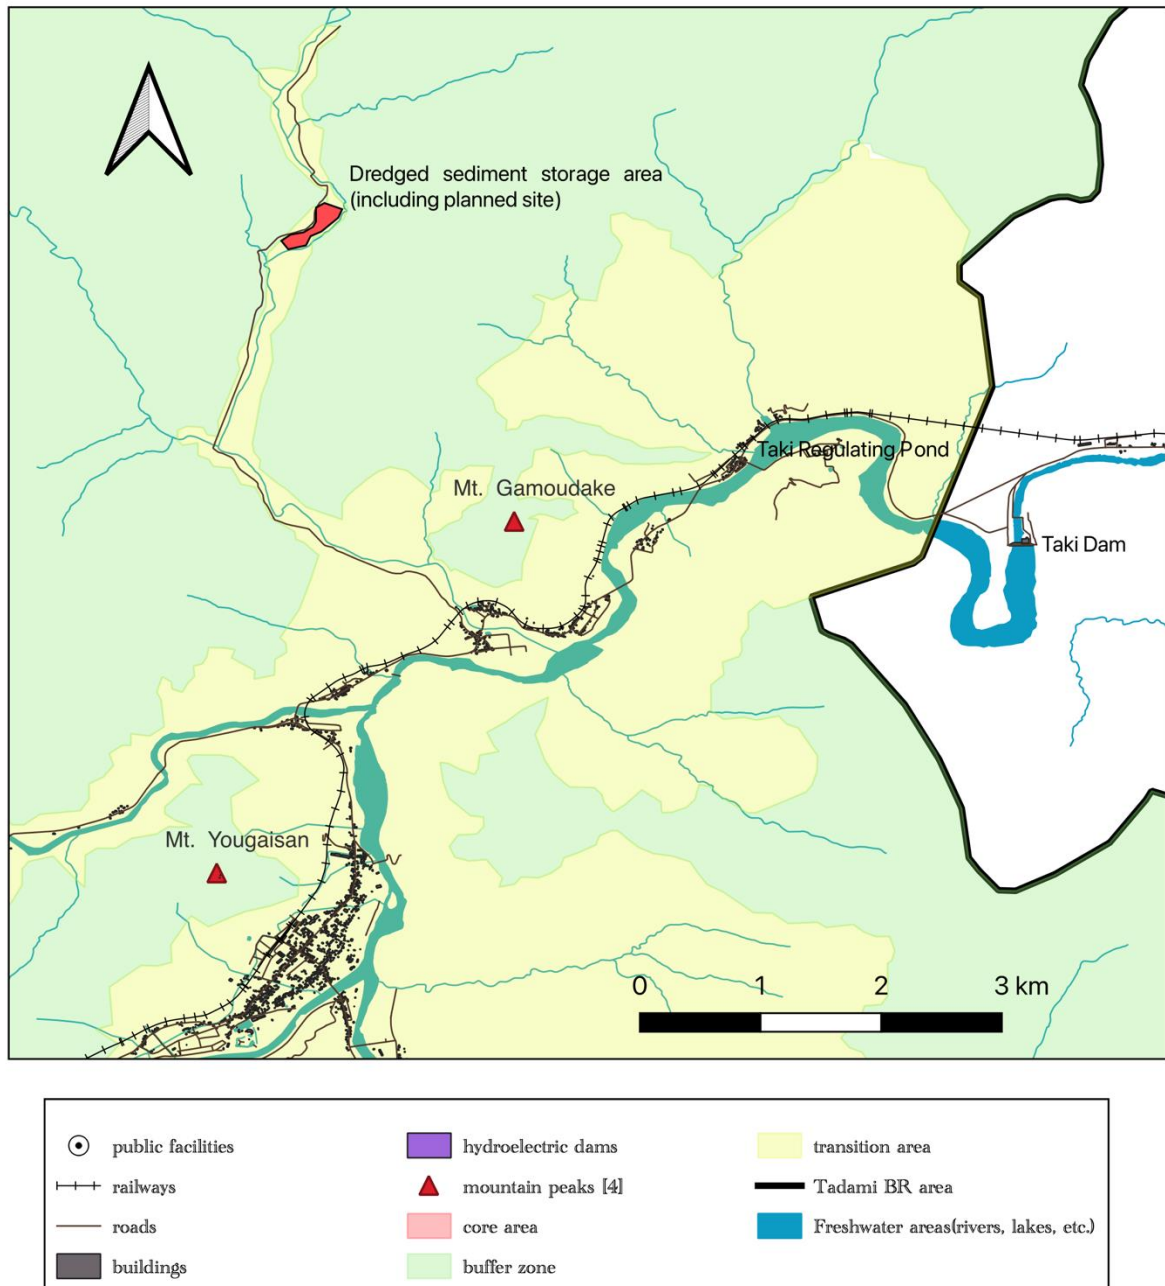 Dredged sediment storage area
(including planned site)
Taki Regulating Pond
Mt. Gamoudake
Taki Dam
Mt. Yougaisan
0 1 2 3 km
public facilities
hydroelectric dams
transition area
railways
mountain peaks [4]
Tadami BR area
roads
core area
Freshwater areas(rivers, lakes, etc.)
buildings
buffer zone